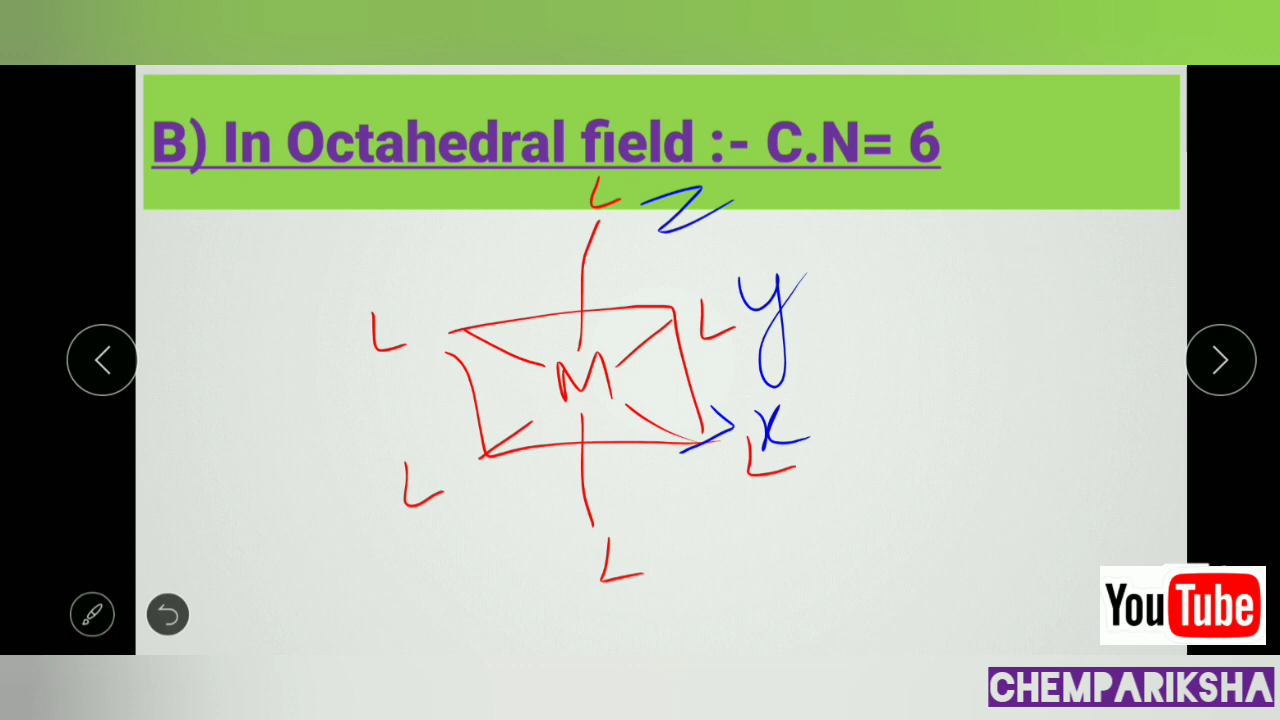 B) In Octahedral field :- C.N= 6
L Z
L L y
M
x
L L
L
YouTube
CHEMPARIKSHA